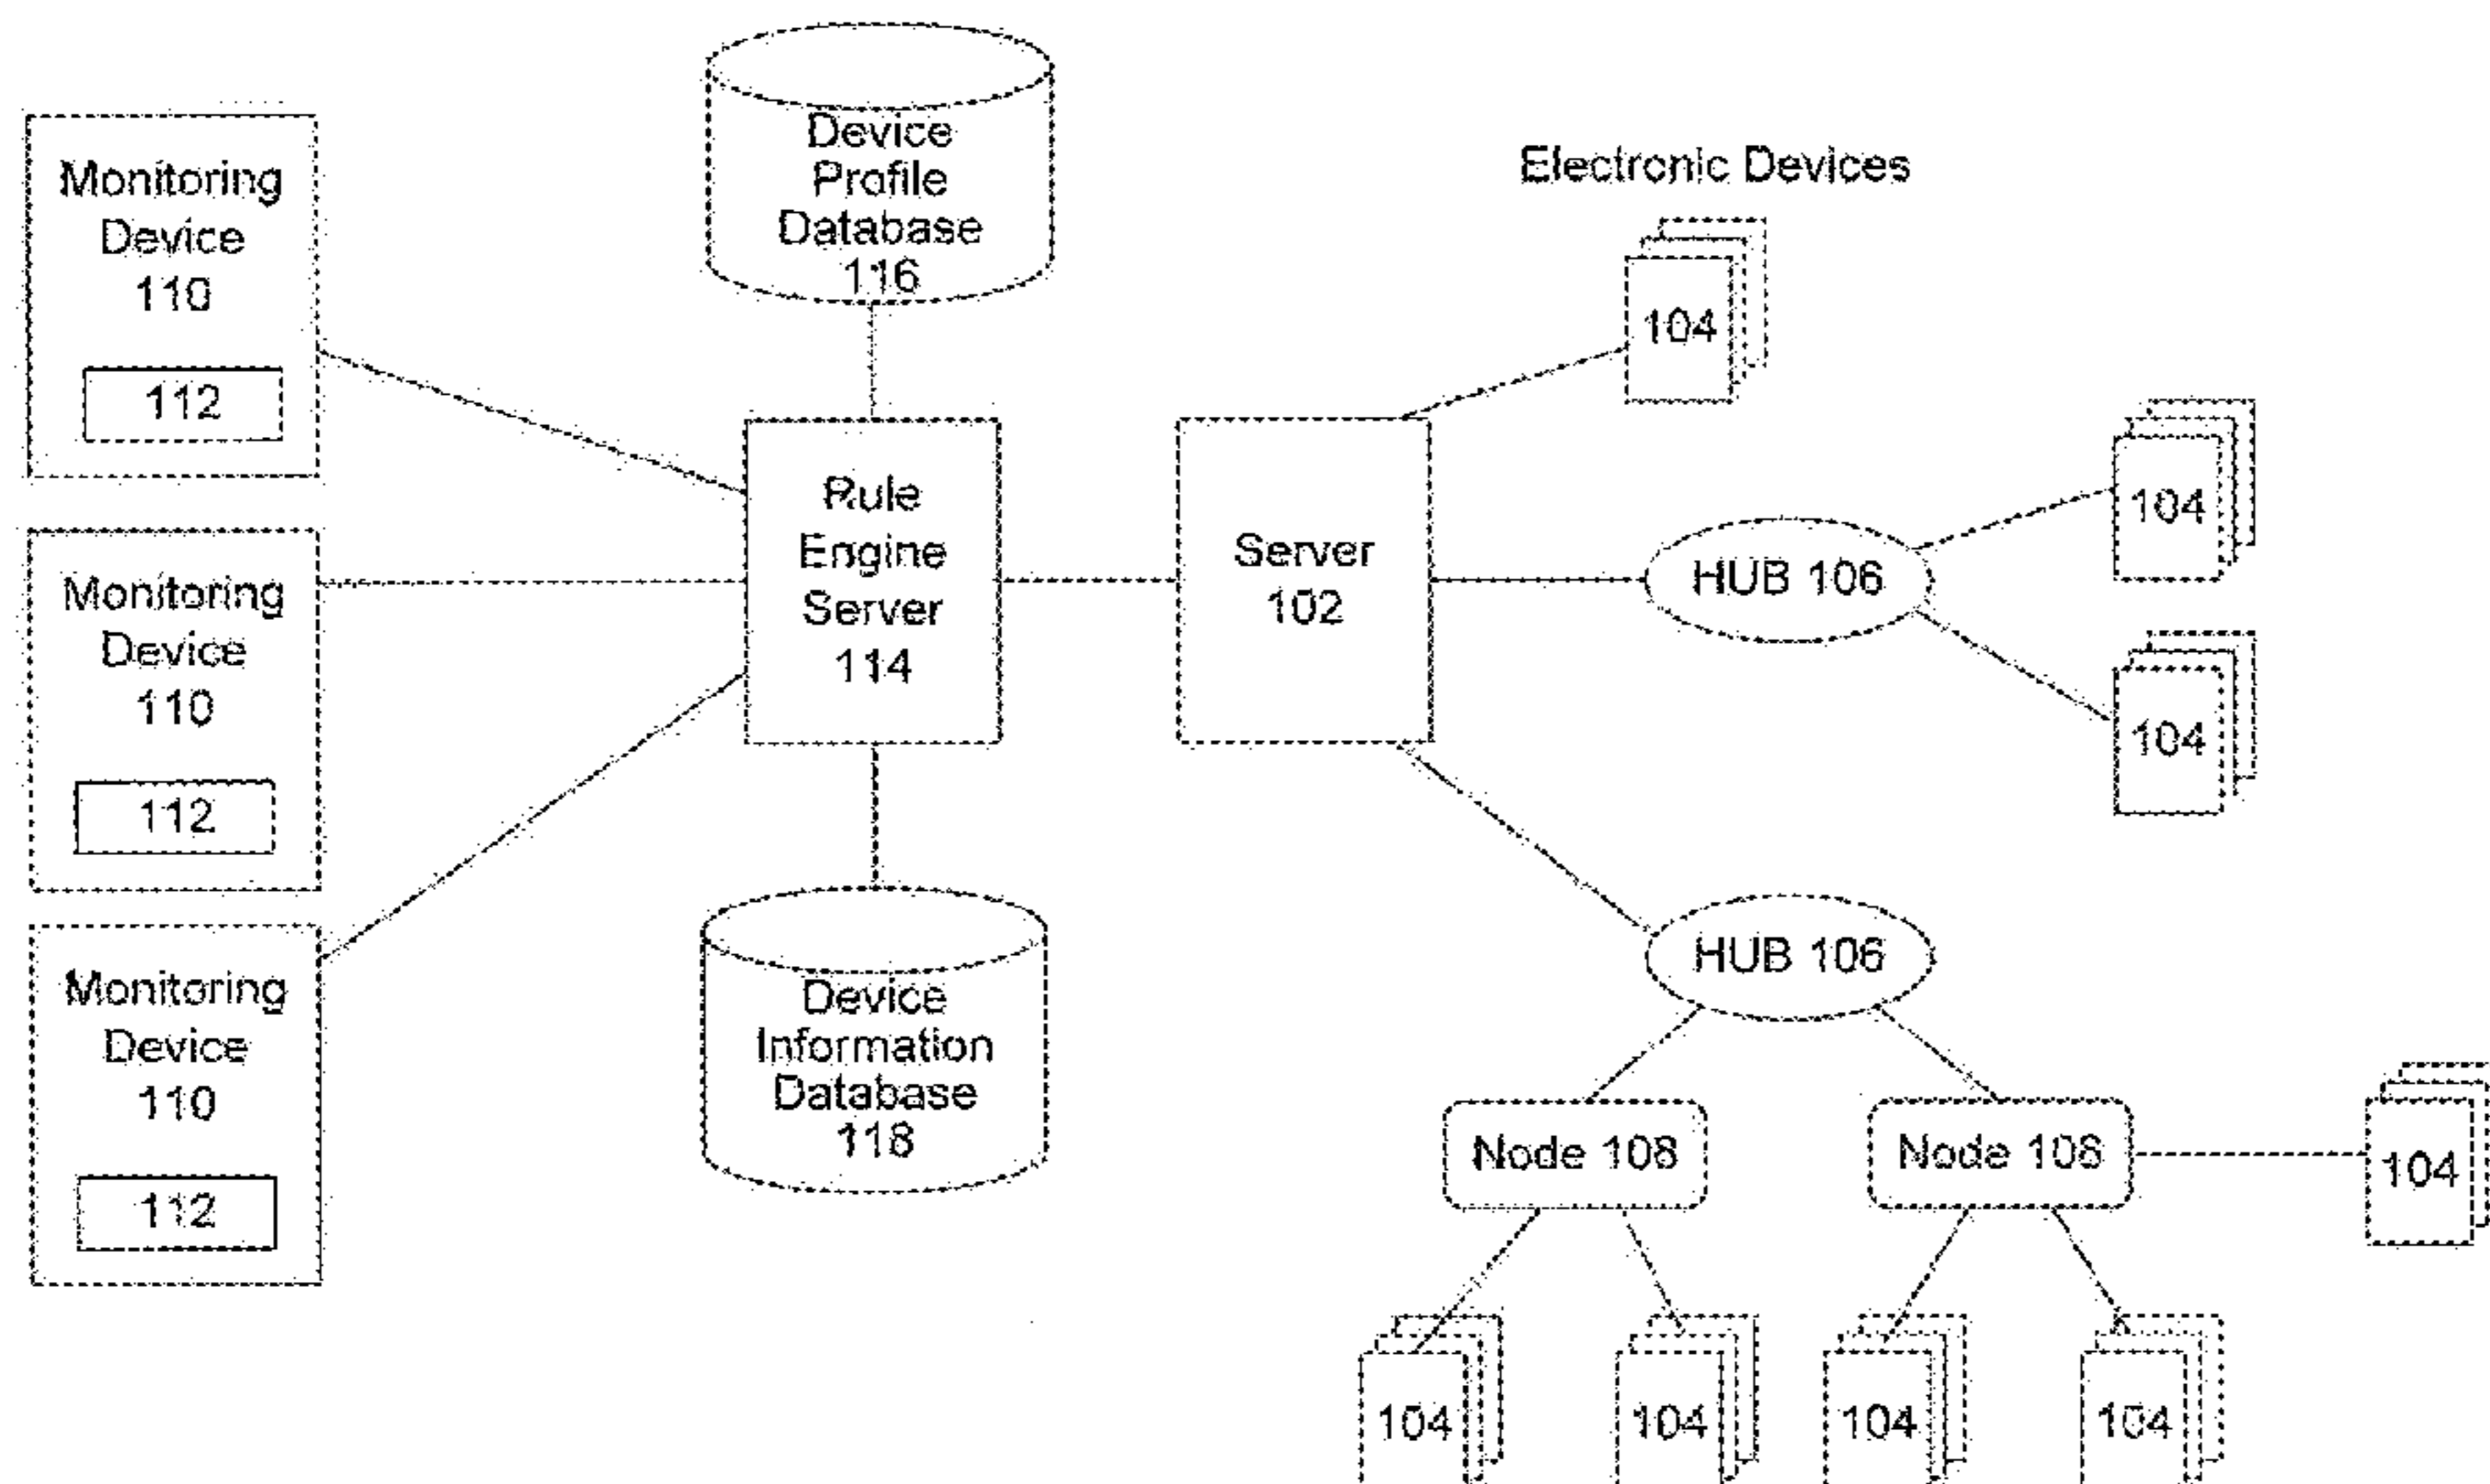 Monitoring
Device
110
112
Monitoring
Device
110
112
Monitoring
Device
110
112
Device
Profile
Database
116
Rule
Engine
Server
114
Device
Information
Database
118
Server
102
Electronic Devices
104
HUB 106
104
104
HUB 106
Node 108
Node 108
104
104
104
104
104